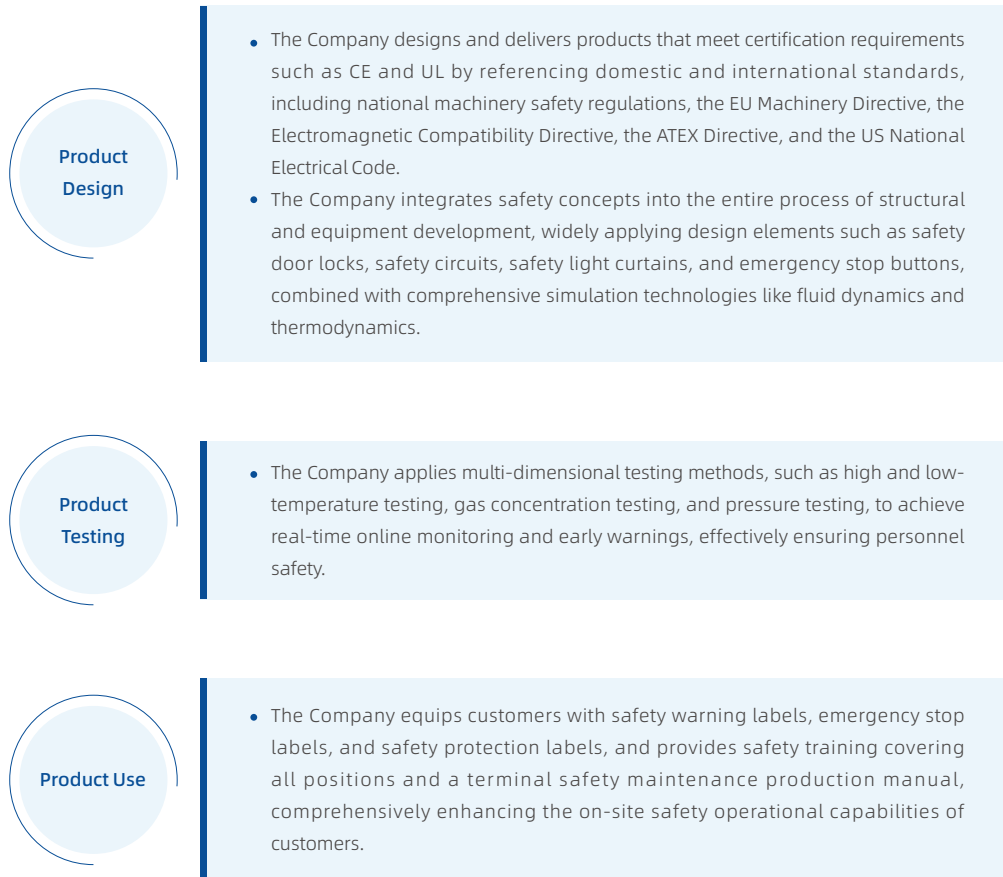 Product
Design
● The Company designs and delivers products that meet certification requirements
such as CE and UL by referencing domestic and international standards,
including national machinery safety regulations, the EU Machinery Directive, the
Electromagnetic Compatibility Directive, the ATEX Directive, and the US National
Electrical Code.
● The Company integrates safety concepts into the entire process of structural
and equipment development, widely applying design elements such as safety
door locks, safety circuits, safety light curtains, and emergency stop buttons,
combined with comprehensive simulation technologies like fluid dynamics and
thermodynamics.
Product
Testing
● The Company applies multi-dimensional testing methods, such as high and low-
temperature testing, gas concentration testing, and pressure testing, to achieve
real-time online monitoring and early warnings, effectively ensuring personnel
safety.
Product Use
● The Company equips customers with safety warning labels, emergency stop
labels, and safety protection labels, and provides safety training covering
all positions and a terminal safety maintenance production manual,
comprehensively enhancing the on-site safety operational capabilities of
customers.